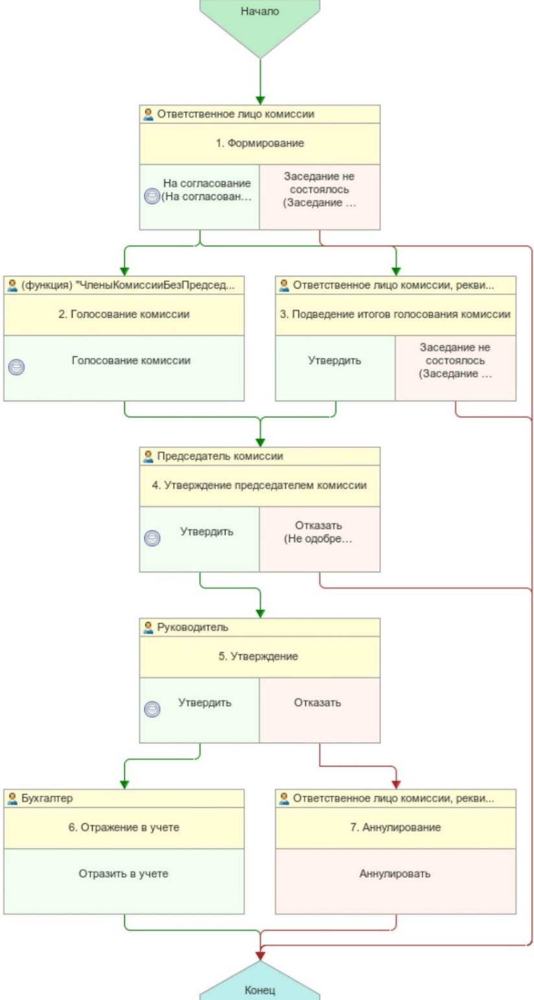 Начало
Ответственное лицо комиссии
1. Формирование
На согласование
(На согласован...
Заседание не
состоялось
(Заседание ...
(функция) "ЧленыКомиссииБезПредсед...
2. Голосование комиссии
Голосование комиссии
Ответственное лицо комиссии, рекви...
3. Подведение итогов голосования комиссии
Утвердить
Заседание не
состоялось
(Заседание ...
Председатель комиссии
4. Утверждение председателем комиссии
Утвердить
Отказать
(Не одобре...
Руководитель
5. Утверждение
Утвердить
Отказать
Бухгалтер
6. Отражение в учете
Отразить в учете
Ответственное лицо комиссии, рекви...
7. Аннулирование
Аннулировать
Конец